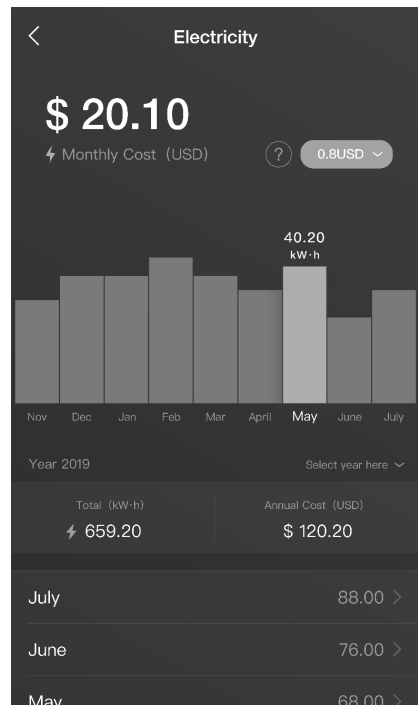 Electricity
$ 20.10
Monthly Cost (USD)
?
0.8USD
40.20
kW·h
Nov Dec Jan Feb Mar April May June July
Year 2019
Select year here
Total (kW·h)
Annual Cost (USD)
659.20
$ 120.20
July
88.00
June
76.00
May
68.00